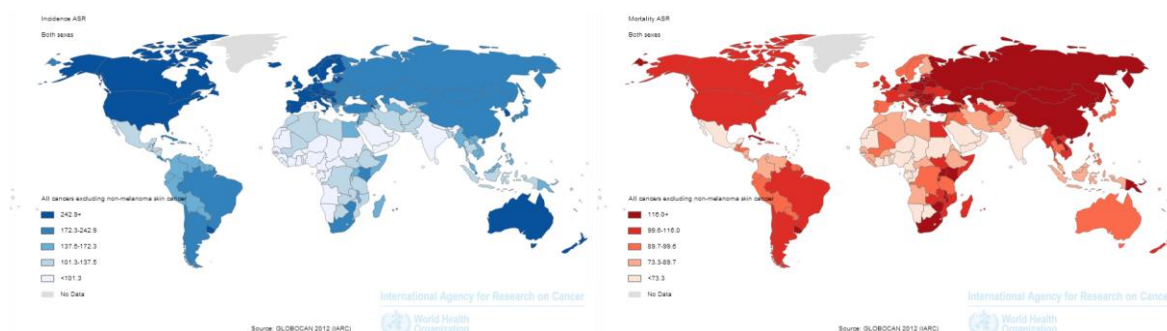 Incidence ASR
Both sexes
All cancers excluding non-melanoma skin cancer
242.9+
172.3-242.9
137.5-172.3
101.3-137.5
<101.3
No Data
International Agency for Research on Cancer
World Health
Organization
Source: GLOBOCAN 2012 (IARC)
Mortality ASR
Both sexes
All cancers excluding non-melanoma skin cancer
116.0+
99.6-116.0
89.7-99.6
73.3-89.7
<73.3
No Data
International Agency for Research on Cancer
World Health
Organization
Source: GLOBOCAN 2012 (IARC)